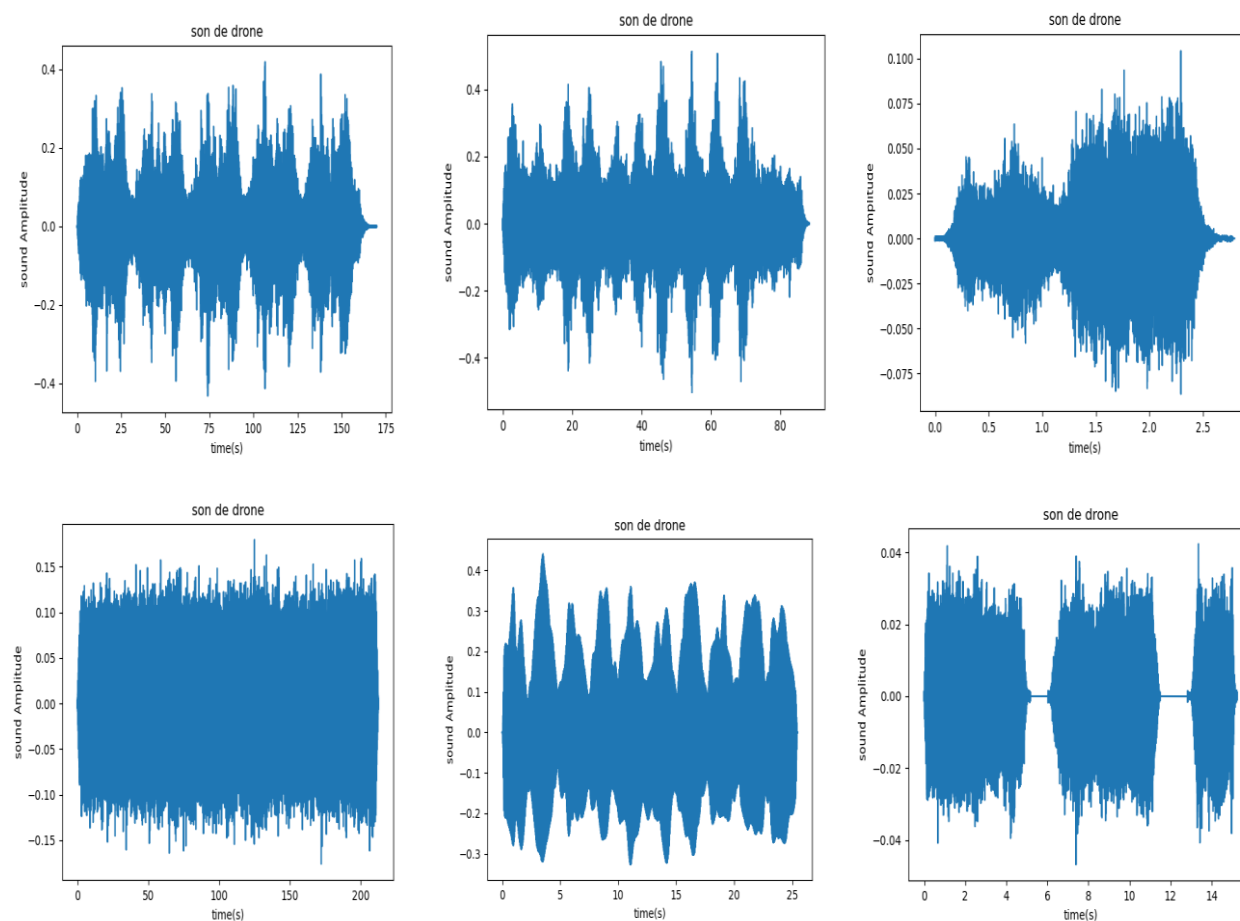 son de drone
sound Amplitude
0.4
0.2
0.0
−0.2
−0.4
0 25 50 75 100 125 150 175
time(s)
son de drone
sound Amplitude
0.4
0.2
0.0
−0.2
−0.4
0 20 40 60 80
time(s)
son de drone
sound Amplitude
0.100
0.075
0.050
0.025
0.000
−0.025
−0.050
−0.075
0.0 0.5 1.0 1.5 2.0 2.5
time(s)
son de drone
sound Amplitude
0.15
0.10
0.05
0.00
−0.05
−0.10
−0.15
0 50 100 150 200
time(s)
son de drone
sound Amplitude
0.4
0.3
0.2
0.1
0.0
−0.1
−0.2
−0.3
0 5 10 15 20 25
time(s)
son de drone
sound Amplitude
0.04
0.02
0.00
−0.02
−0.04
0 2 4 6 8 10 12 14
time(s)